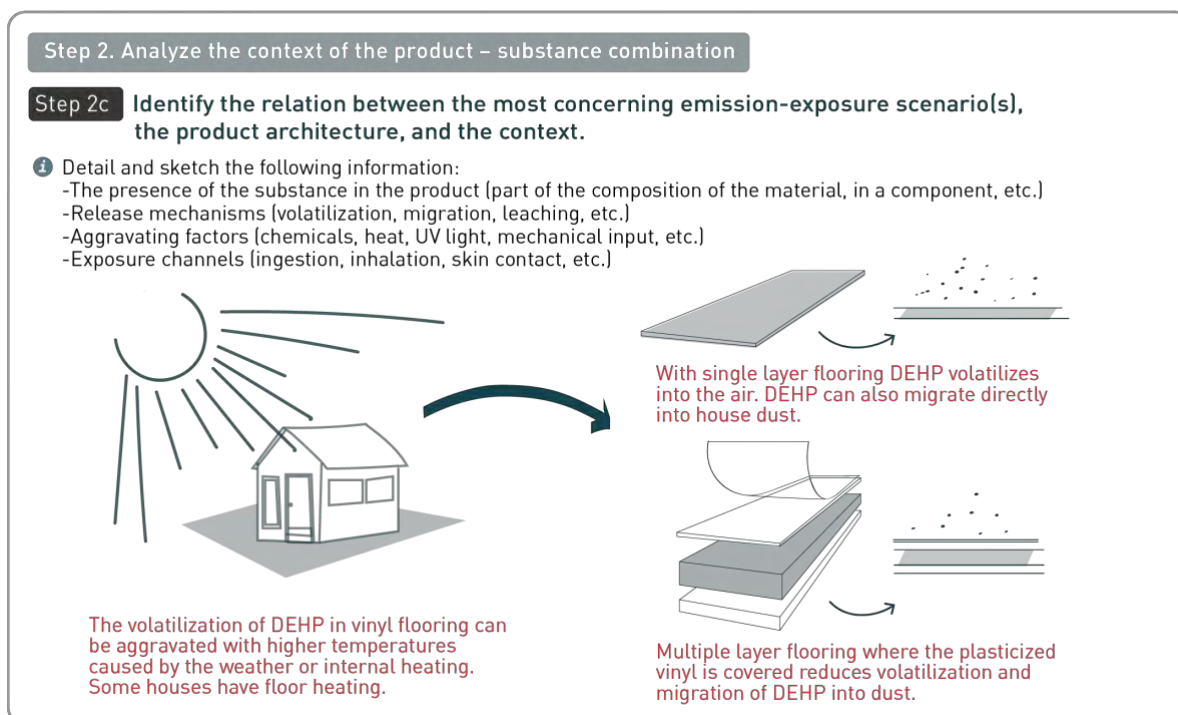 Step 2. Analyze the context of the product – substance combination
Step 2c Identify the relation between the most concerning emission-exposure scenario(s),
the product architecture, and the context.
i Detail and sketch the following information:
-The presence of the substance in the product (part of the composition of the material, in a component, etc.)
-Release mechanisms (volatilization, migration, leaching, etc.)
-Aggravating factors (chemicals, heat, UV light, mechanical input, etc.)
-Exposure channels (ingestion, inhalation, skin contact, etc.)
With single layer flooring DEHP volatilizes
into the air. DEHP can also migrate directly
into house dust.
The volatilization of DEHP in vinyl flooring can
be aggravated with higher temperatures
caused by the weather or internal heating.
Some houses have floor heating.
Multiple layer flooring where the plasticized
vinyl is covered reduces volatilization and
migration of DEHP into dust.